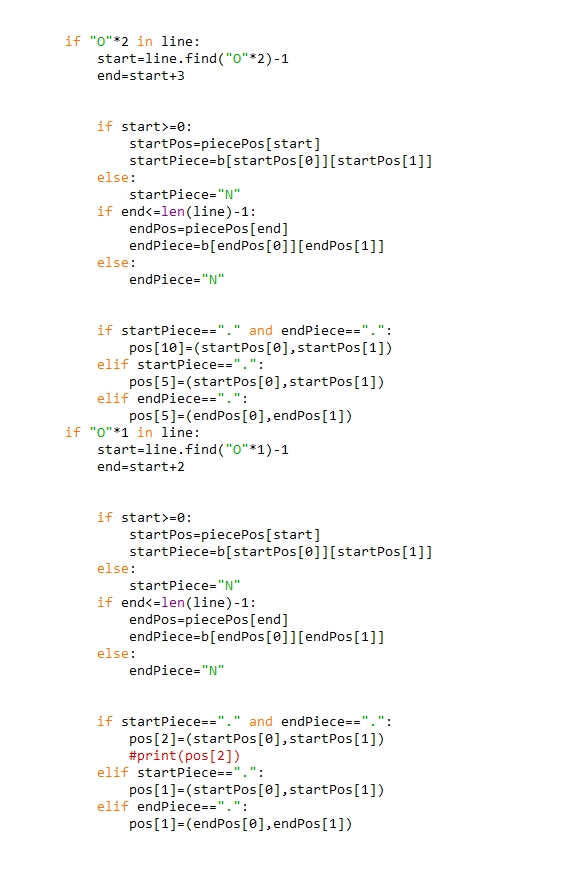 if "O"*2 in line:
    start=line.find("O"*2)-1
    end=start+3
    if start>=0:
        startPos=piecePos[start]
        startPiece=b[startPos[0]][startPos[1]]
    else:
        startPiece="N"
    if end<=len(line)-1:
        endPos=piecePos[end]
        endPiece=b[endPos[0]][endPos[1]]
    else:
        endPiece="N"
    if startPiece=="." and endPiece==".":
        pos[10]=(startPos[0],startPos[1])
    elif startPiece==".":
        pos[5]=(startPos[0],startPos[1])
    elif endPiece==".":
        pos[5]=(endPos[0],endPos[1])
if "O"*1 in line:
    start=line.find("O"*1)-1
    end=start+2
    if start>=0:
        startPos=piecePos[start]
        startPiece=b[startPos[0]][startPos[1]]
    else:
        startPiece="N"
    if end<=len(line)-1:
        endPos=piecePos[end]
        endPiece=b[endPos[0]][endPos[1]]
    else:
        endPiece="N"
    if startPiece=="." and endPiece==".":
        pos[2]=(startPos[0],startPos[1])
        #print(pos[2])
    elif startPiece==".":
        pos[1]=(startPos[0],startPos[1])
    elif endPiece==".":
        pos[1]=(endPos[0],endPos[1])